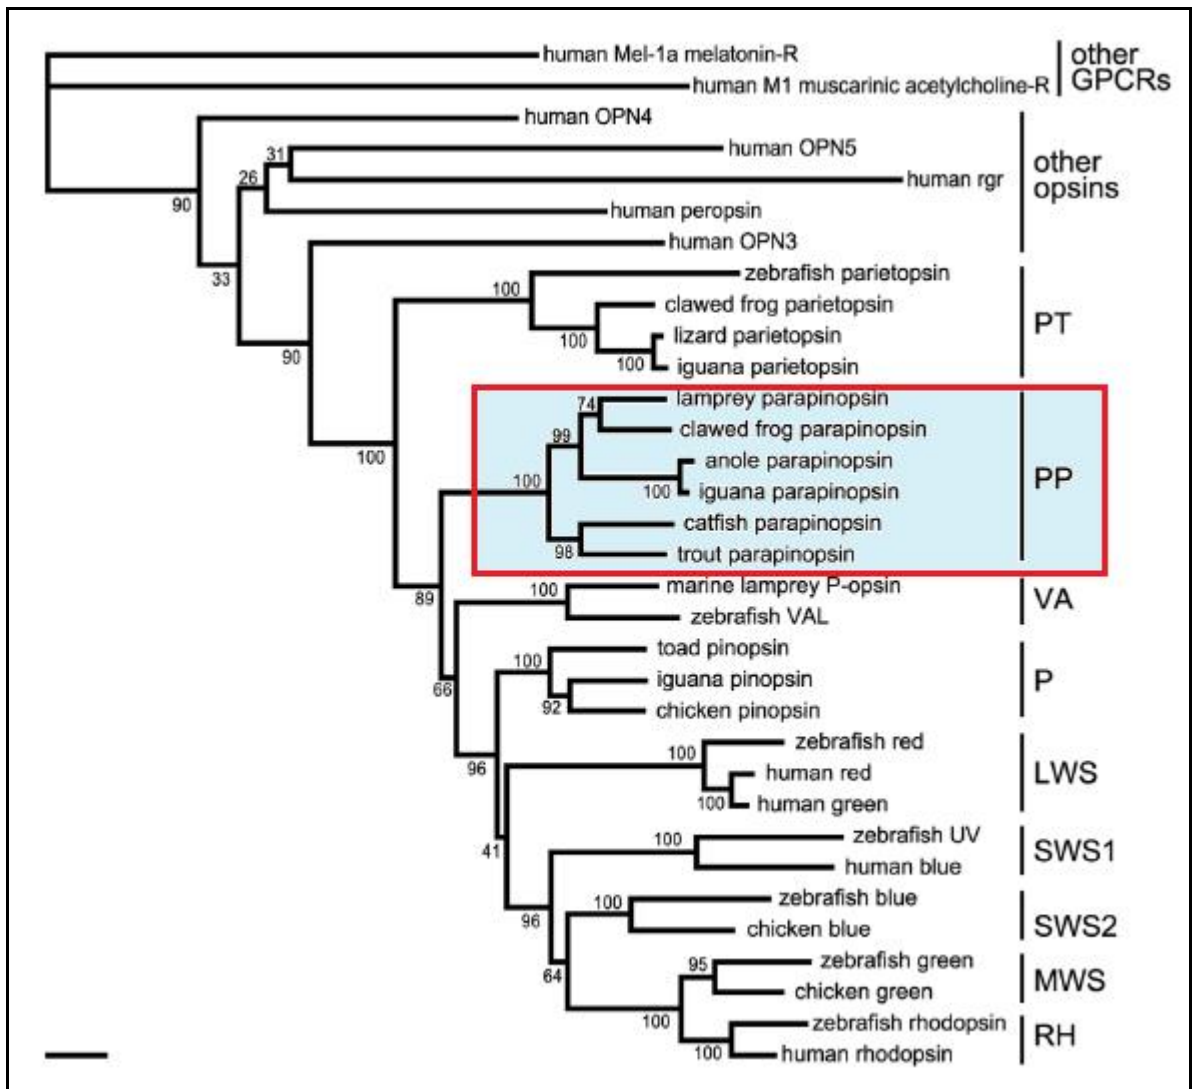 human Mel-1a melatonin-R
other
GPCRs
human M1 muscarinic acetylcholine-R
human OPN4
31
human OPN5
other
opsins
26
human rgr
90
human peropsin
human OPN3
33
zebrafish parietopsin
100
clawed frog parietopsin
PT
100
lizard parietopsin
90
100
iguana parietopsin
lamprey parapinopsin
74
clawed frog parapinopsin
99
100
anole parapinopsin
PP
100
100
iguana parapinopsin
catfish parapinopsin
98
trout parapinopsin
89
100
marine lamprey P-opsin
VA
zebrafish VAL
toad pinopsin
100
iguana pinopsin
P
66
92
chicken pinopsin
zebrafish red
100
96
human red
LWS
100
human green
zebrafish UV
100
41
human blue
SWS1
zebrafish blue
100
96
chicken blue
SWS2
zebrafish green
95
64
chicken green
MWS
100
zebrafish rhodopsin
RH
100
human rhodopsin